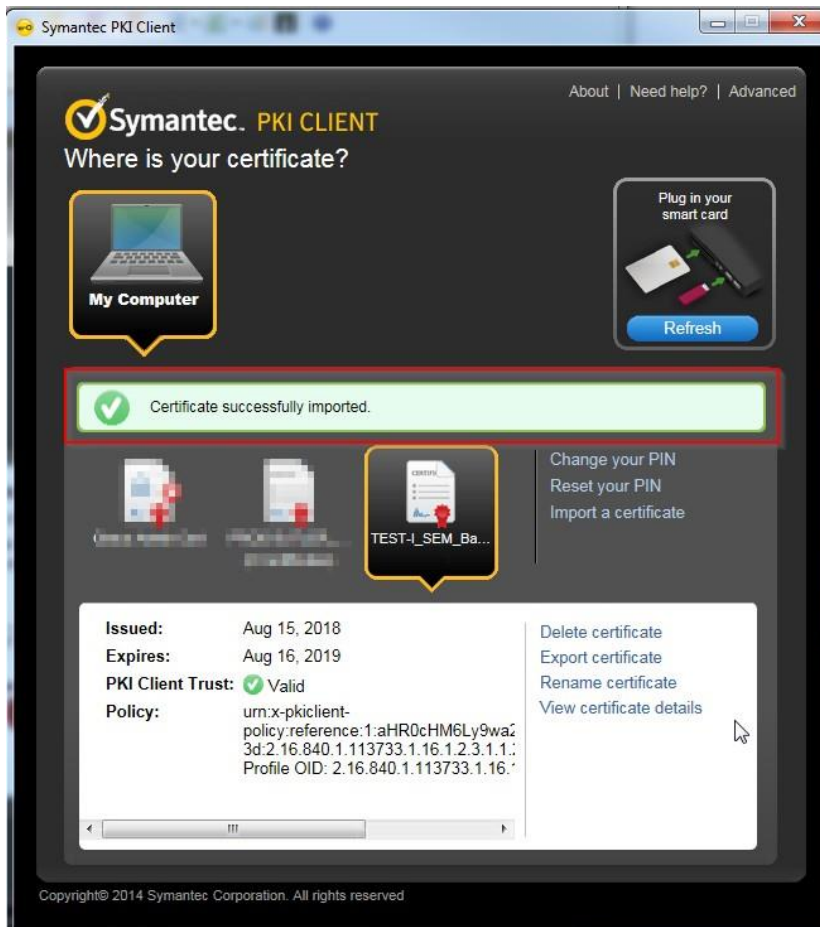 Symantec PKI Client
About | Need help? | Advanced
Symantec. PKI CLIENT
Where is your certificate?
Plug in your
smart card
My Computer
Refresh
Certificate successfully imported.
Change your PIN
Reset your PIN
Import a certificate
TEST-I_SEM_Ba...
Issued: Aug 15, 2018
Expires: Aug 16, 2019
PKI Client Trust: Valid
Policy: urn:x-pkiclient-
policy:reference:1:aHR0cHM6Ly9wa2
3d:2.16.840.1.113733.1.16.1.2.3.1.1.2
Profile OID: 2.16.840.1.113733.1.16.1
Delete certificate
Export certificate
Rename certificate
View certificate details
Copyright© 2014 Symantec Corporation. All rights reserved